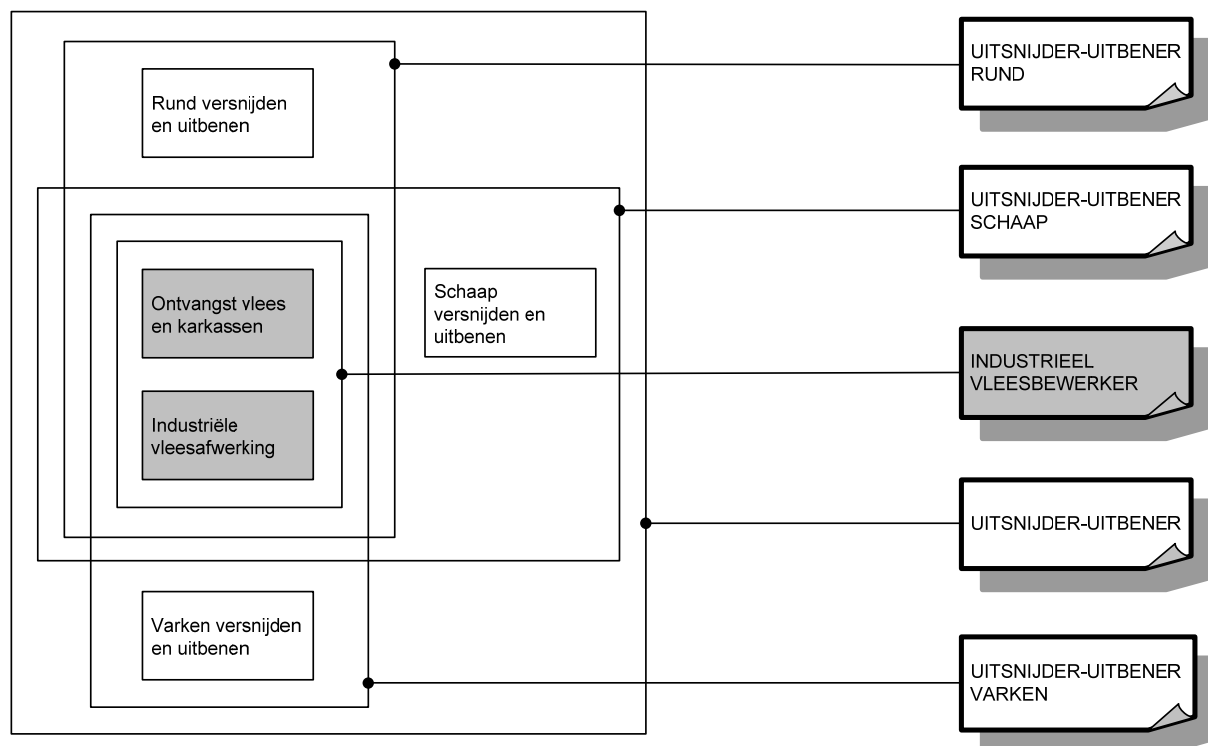 Rund versnijden
en uitbenen
Ontvangst vlees
en karkassen
Industriële
vleesafwerking
Schaap
versnijden en
uitbenen
Varken versnijden
en uitbenen
UITSNIJDER-UITBENER
RUND
UITSNIJDER-UITBENER
SCHAAP
INDUSTRIEEL
VLEESBEWERKER
UITSNIJDER-UITBENER
UITSNIJDER-UITBENER
VARKEN